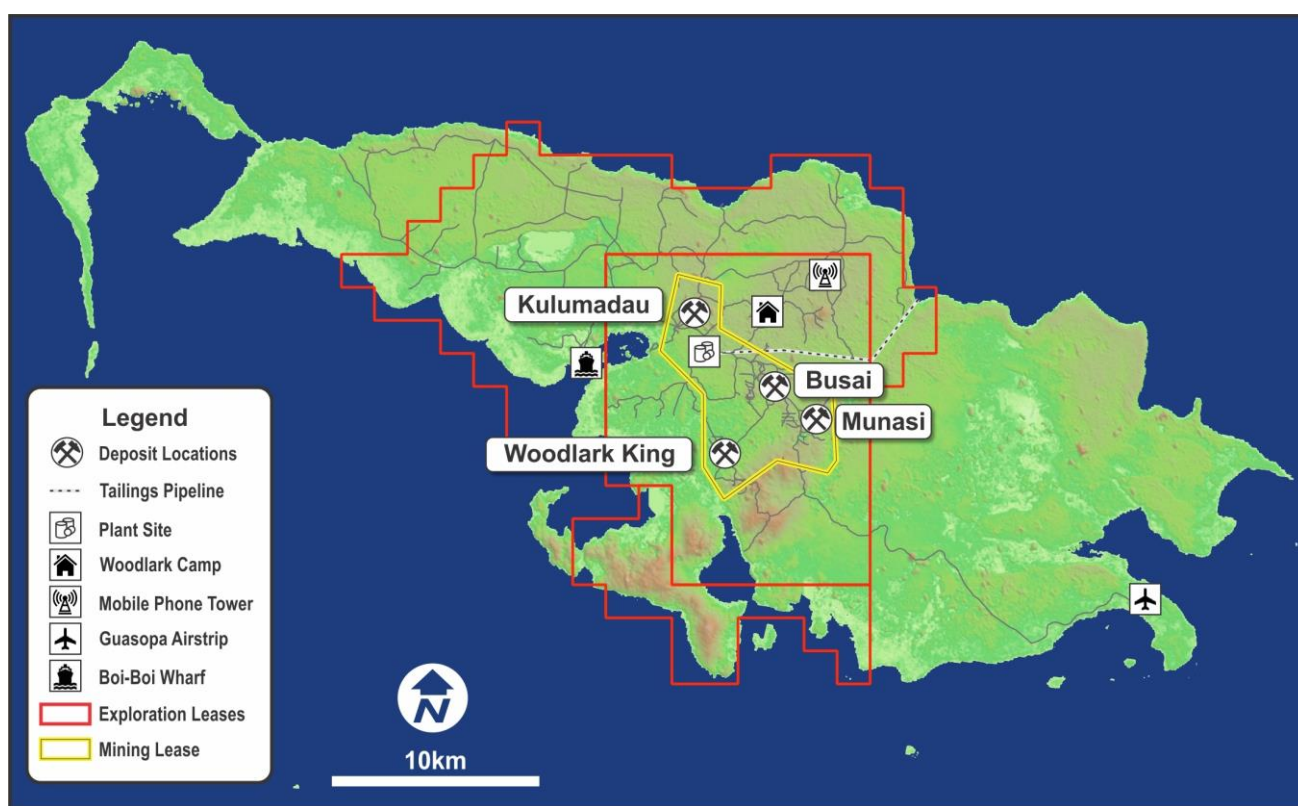 Kulumadau
Busai
Munasi
Woodlark King
Legend
Deposit Locations
Tailings Pipeline
Plant Site
Woodlark Camp
Mobile Phone Tower
Guasopa Airstrip
Boi-Boi Wharf
Exploration Leases
Mining Lease
N
10km